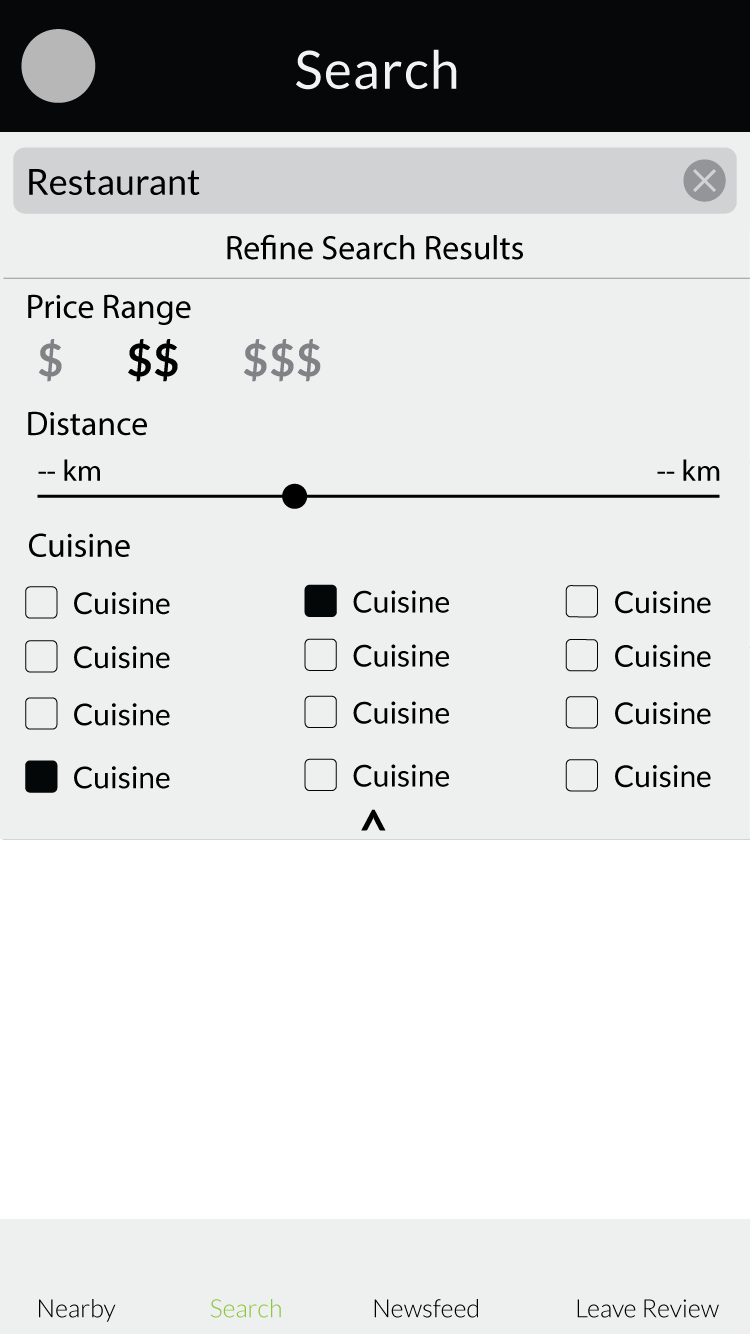 Search
Restaurant
Refine Search Results
Price Range
$ $$ $$$
Distance
-- km -- km
Cuisine
Cuisine Cuisine Cuisine
Cuisine Cuisine Cuisine
Cuisine Cuisine Cuisine
Cuisine Cuisine Cuisine
Nearby Search Newsfeed Leave Review